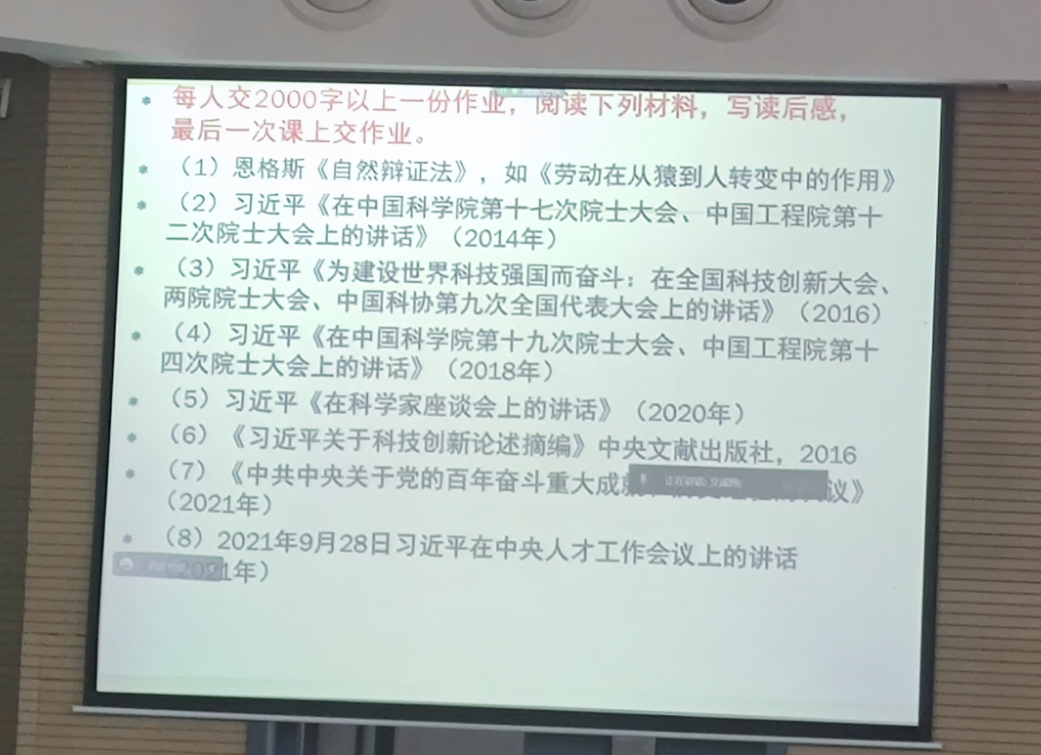 每人交2000字以上一份作业，阅读下列材料，写读后感，
最后一次课上交作业。
（1）恩格斯《自然辩证法》，如《劳动在从猿到人转变中的作用》
（2）习近平《在中国科学院第十七次院士大会、中国工程院第十
二次院士大会上的讲话》（2014年）
（3）习近平《为建设世界科技强国而奋斗：在全国科技创新大会、
两院院士大会、中国科协第九次全国代表大会上的讲话》（2016）
（4）习近平《在中国科学院第十九次院士大会、中国工程院第十
四次院士大会上的讲话》（2018年）
（5）习近平《在科学家座谈会上的讲话》（2020年）
（6）《习近平关于科技创新论述摘编》中央文献出版社，2016
（7）《中共中央关于党的百年奋斗重大成 议》
正在讲话:
（2021年）
（8）2021年9月28日习近平在中央人才工作会议上的讲话
2021年）